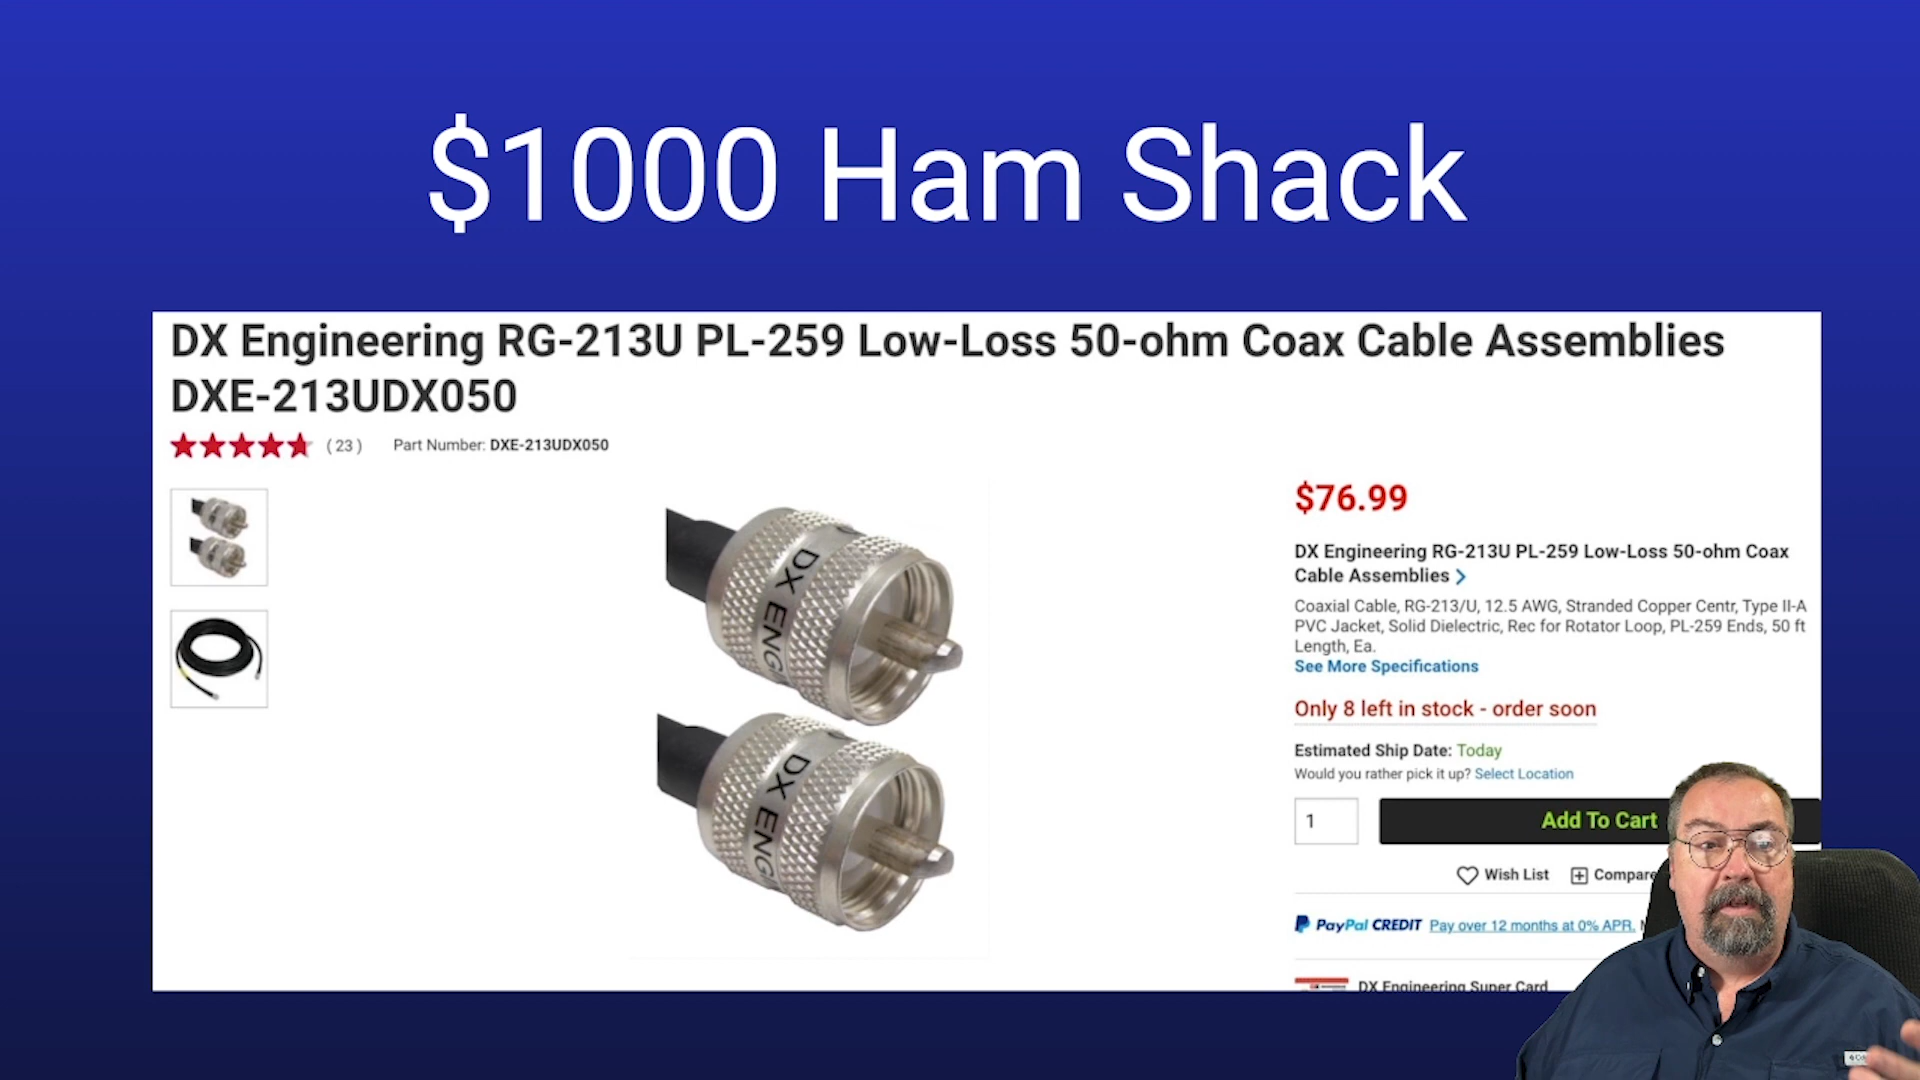 $1000 Ham Shack
DX Engineering RG-213U PL-259 Low-Loss 50-ohm Coax Cable Assemblies
DXE-213UDX050
(23) Part Number: DXE-213UDX050
$76.99
DX Engineering RG-213U PL-259 Low-Loss 50-ohm Coax
Cable Assemblies
Coaxial Cable, RG-213/U, 12.5 AWG, Stranded Copper Centr, Type II-A
PVC Jacket, Solid Dielectric, Rec for Rotator Loop, PL-259 Ends, 50 ft
Length, Ea.
See More Specifications
Only 8 left in stock - order soon
Estimated Ship Date: Today
Would you rather pick it up? Select Location
1 Add To Cart
Wish List Compare
PayPal CREDIT Pay over 12 months at 0% APR.
DX Engineering Super Card
DX ENG
DX ENG